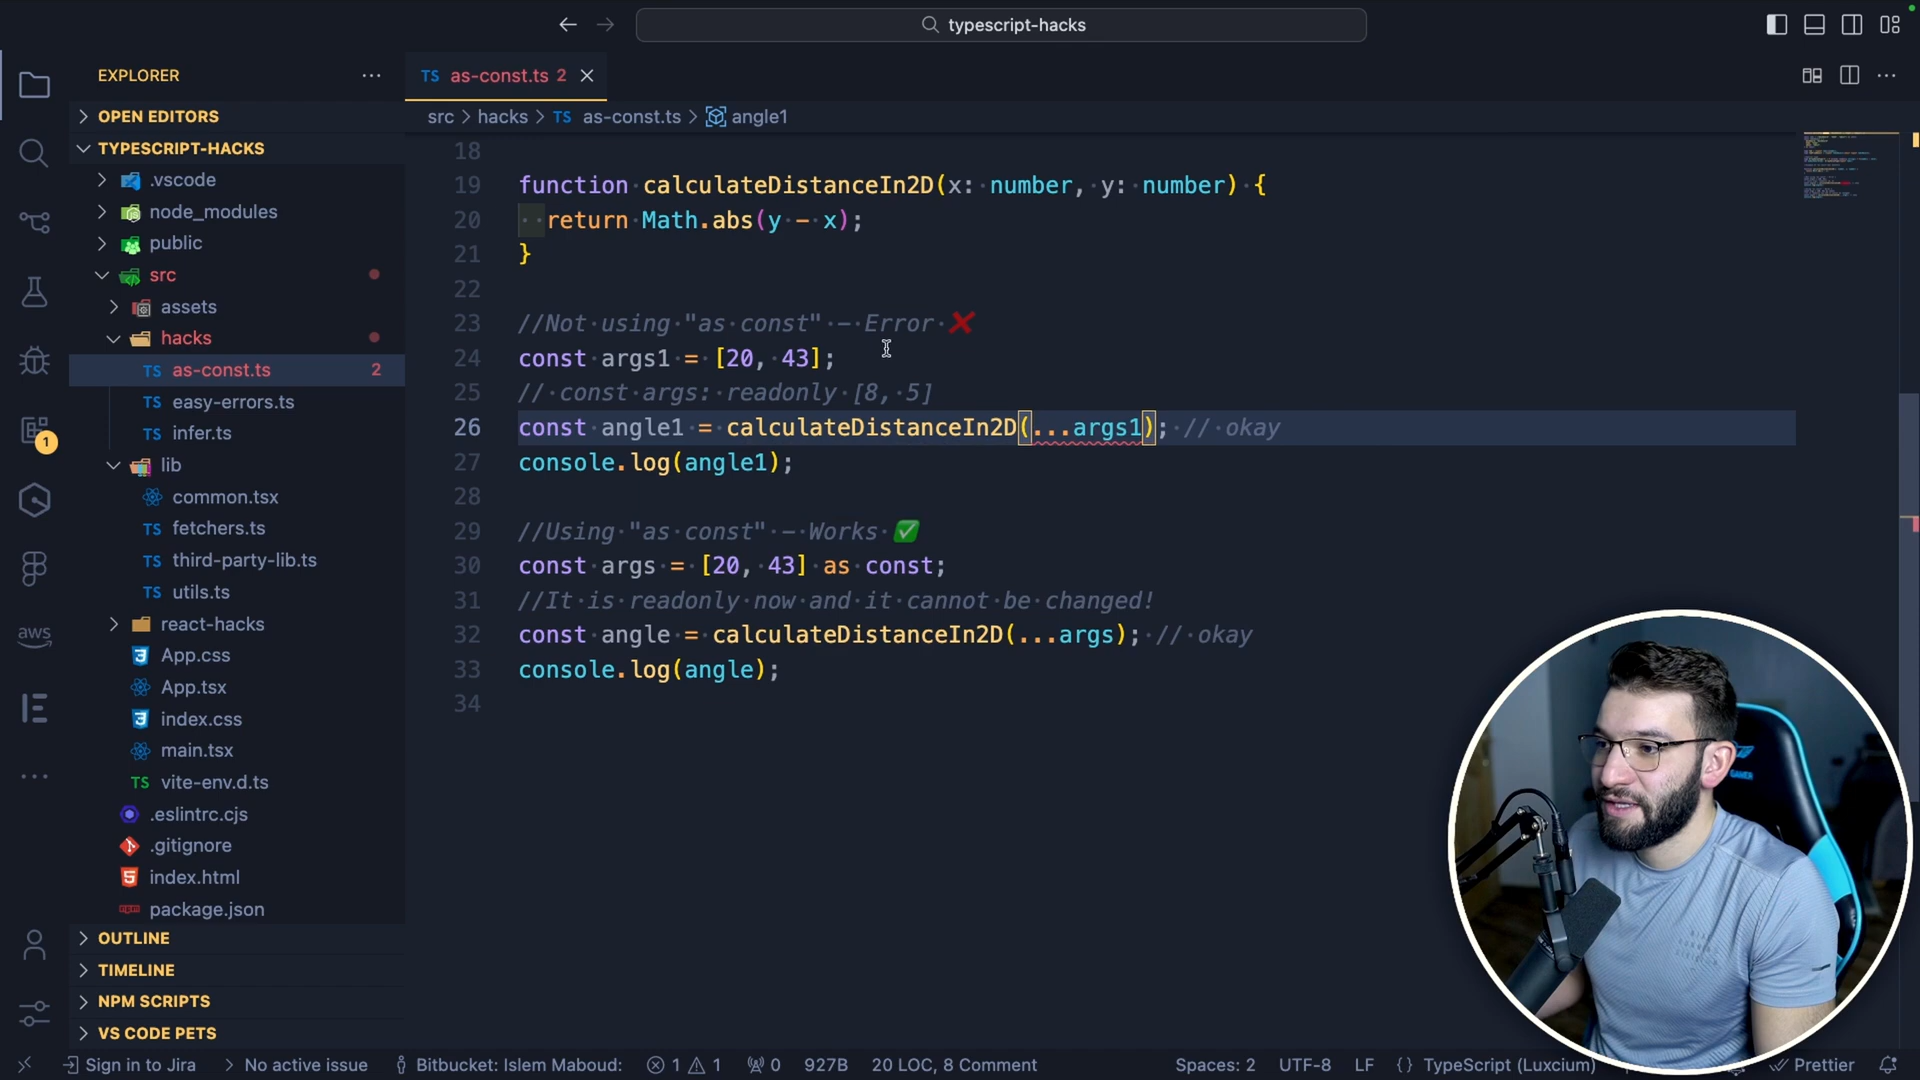 typescript-hacks
EXPLORER
TS as-const.ts 2
OPEN EDITORS
src > hacks > TS as-const.ts > angle1
TYPESCRIPT-HACKS
.vscode
node_modules
public
src
assets
hacks
TS as-const.ts 2
TS easy-errors.ts
TS infer.ts
lib
common.tsx
TS fetchers.ts
TS third-party-lib.ts
TS utils.ts
react-hacks
App.css
App.tsx
index.css
main.tsx
TS vite-env.d.ts
.eslintrc.cjs
.gitignore
index.html
package.json
OUTLINE
TIMELINE
NPM SCRIPTS
VS CODE PETS
1
aws
18
19 function calculateDistanceIn2D(x: number, y: number) {
20 return Math.abs(y - x);
21 }
22
23 //Not using "as const" - Error ❌
24 const args1 = [20, 43];
25 // const args: readonly [8, 5]
26 const angle1 = calculateDistanceIn2D(...args1); // okay
27 console.log(angle1);
28
29 //Using "as const" - Works ✅
30 const args = [20, 43] as const;
31 //It is readonly now and it cannot be changed!
32 const angle = calculateDistanceIn2D(...args); // okay
33 console.log(angle);
34
Sign in to Jira > No active issue Bitbucket: Islem Maboud: 1 1 0 927B 20 LOC, 8 Comment Spaces: 2 UTF-8 LF {} TypeScript (Luxcium) Prettier